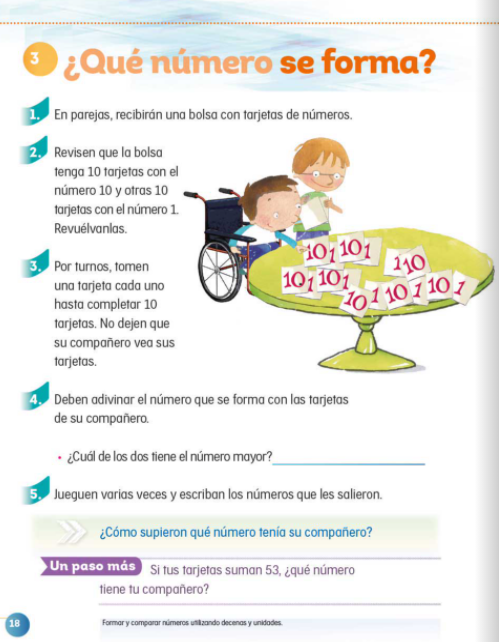 3 ¿Qué número se forma?
1. En parejas, recibirán una bolsa con tarjetas de números.
2. Revisen que la bolsa
tenga 10 tarjetas con el
número 10 y otras 10
tarjetas con el número 1.
Revuélvanlas.
3. Por turnos, tomen
una tarjeta cada uno
hasta completar 10
tarjetas. No dejen que
su compañero vea sus
tarjetas.
10 1 10 1
1 10
10 1 10 1
10 1 10 1 10 1
4. Deben adivinar el número que se forma con las tarjetas
de su compañero.
• ¿Cuál de los dos tiene el número mayor?
5. Jueguen varias veces y escriban los números que les salieron.
¿Cómo supieron qué número tenía su compañero?
Un paso más Si tus tarjetas suman 53, ¿qué número
tiene tu compañero?
18 Formar y comparar números utilizando decenas y unidades.